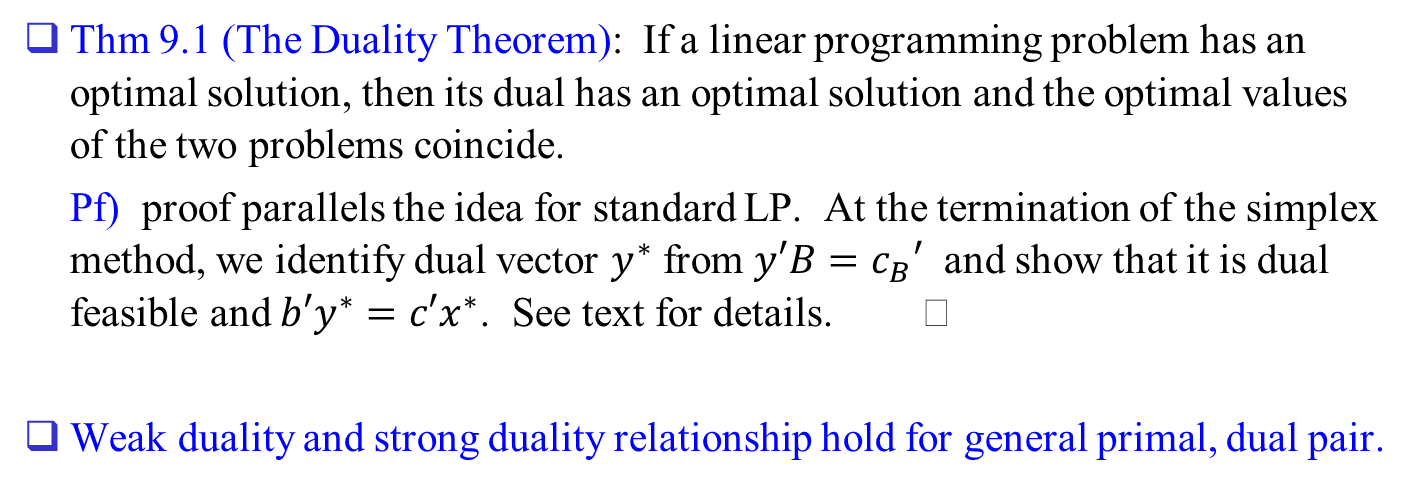 ❑ Thm 9.1 (The Duality Theorem): If a linear programming problem has an
optimal solution, then its dual has an optimal solution and the optimal values
of the two problems coincide.
Pf) proof parallels the idea for standard LP. At the termination of the simplex
method, we identify dual vector y* from y′B = c_B′ and show that it is dual
feasible and b′y* = c′x*. See text for details. □
❑ Weak duality and strong duality relationship hold for general primal, dual pair.